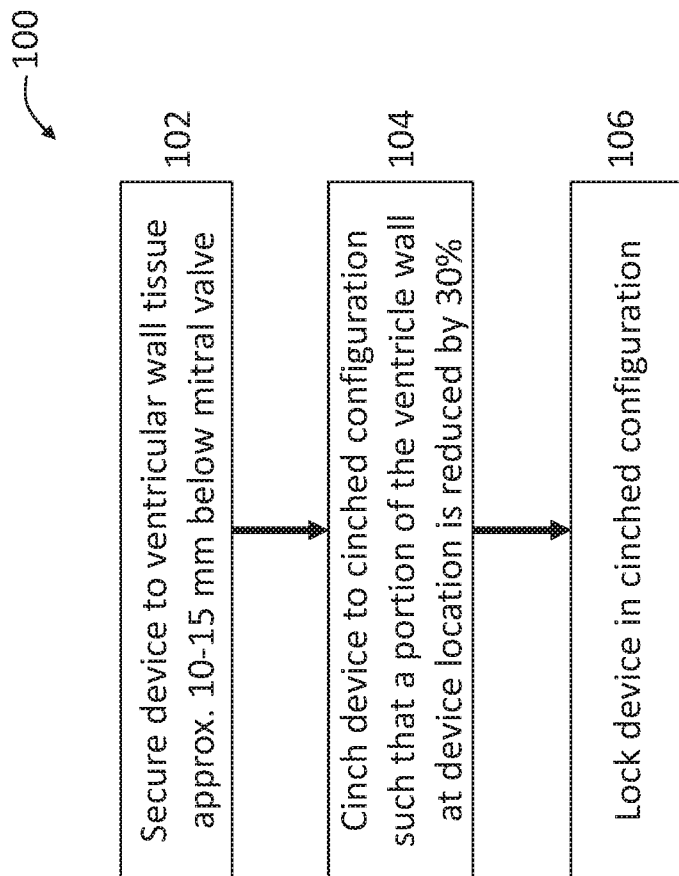 100
Secure device to ventricular wall tissue
approx. 10-15 mm below mitral valve
102
Cinch device to cinched configuration
such that a portion of the ventricle wall
at device location is reduced by 30%
104
Lock device in cinched configuration
106